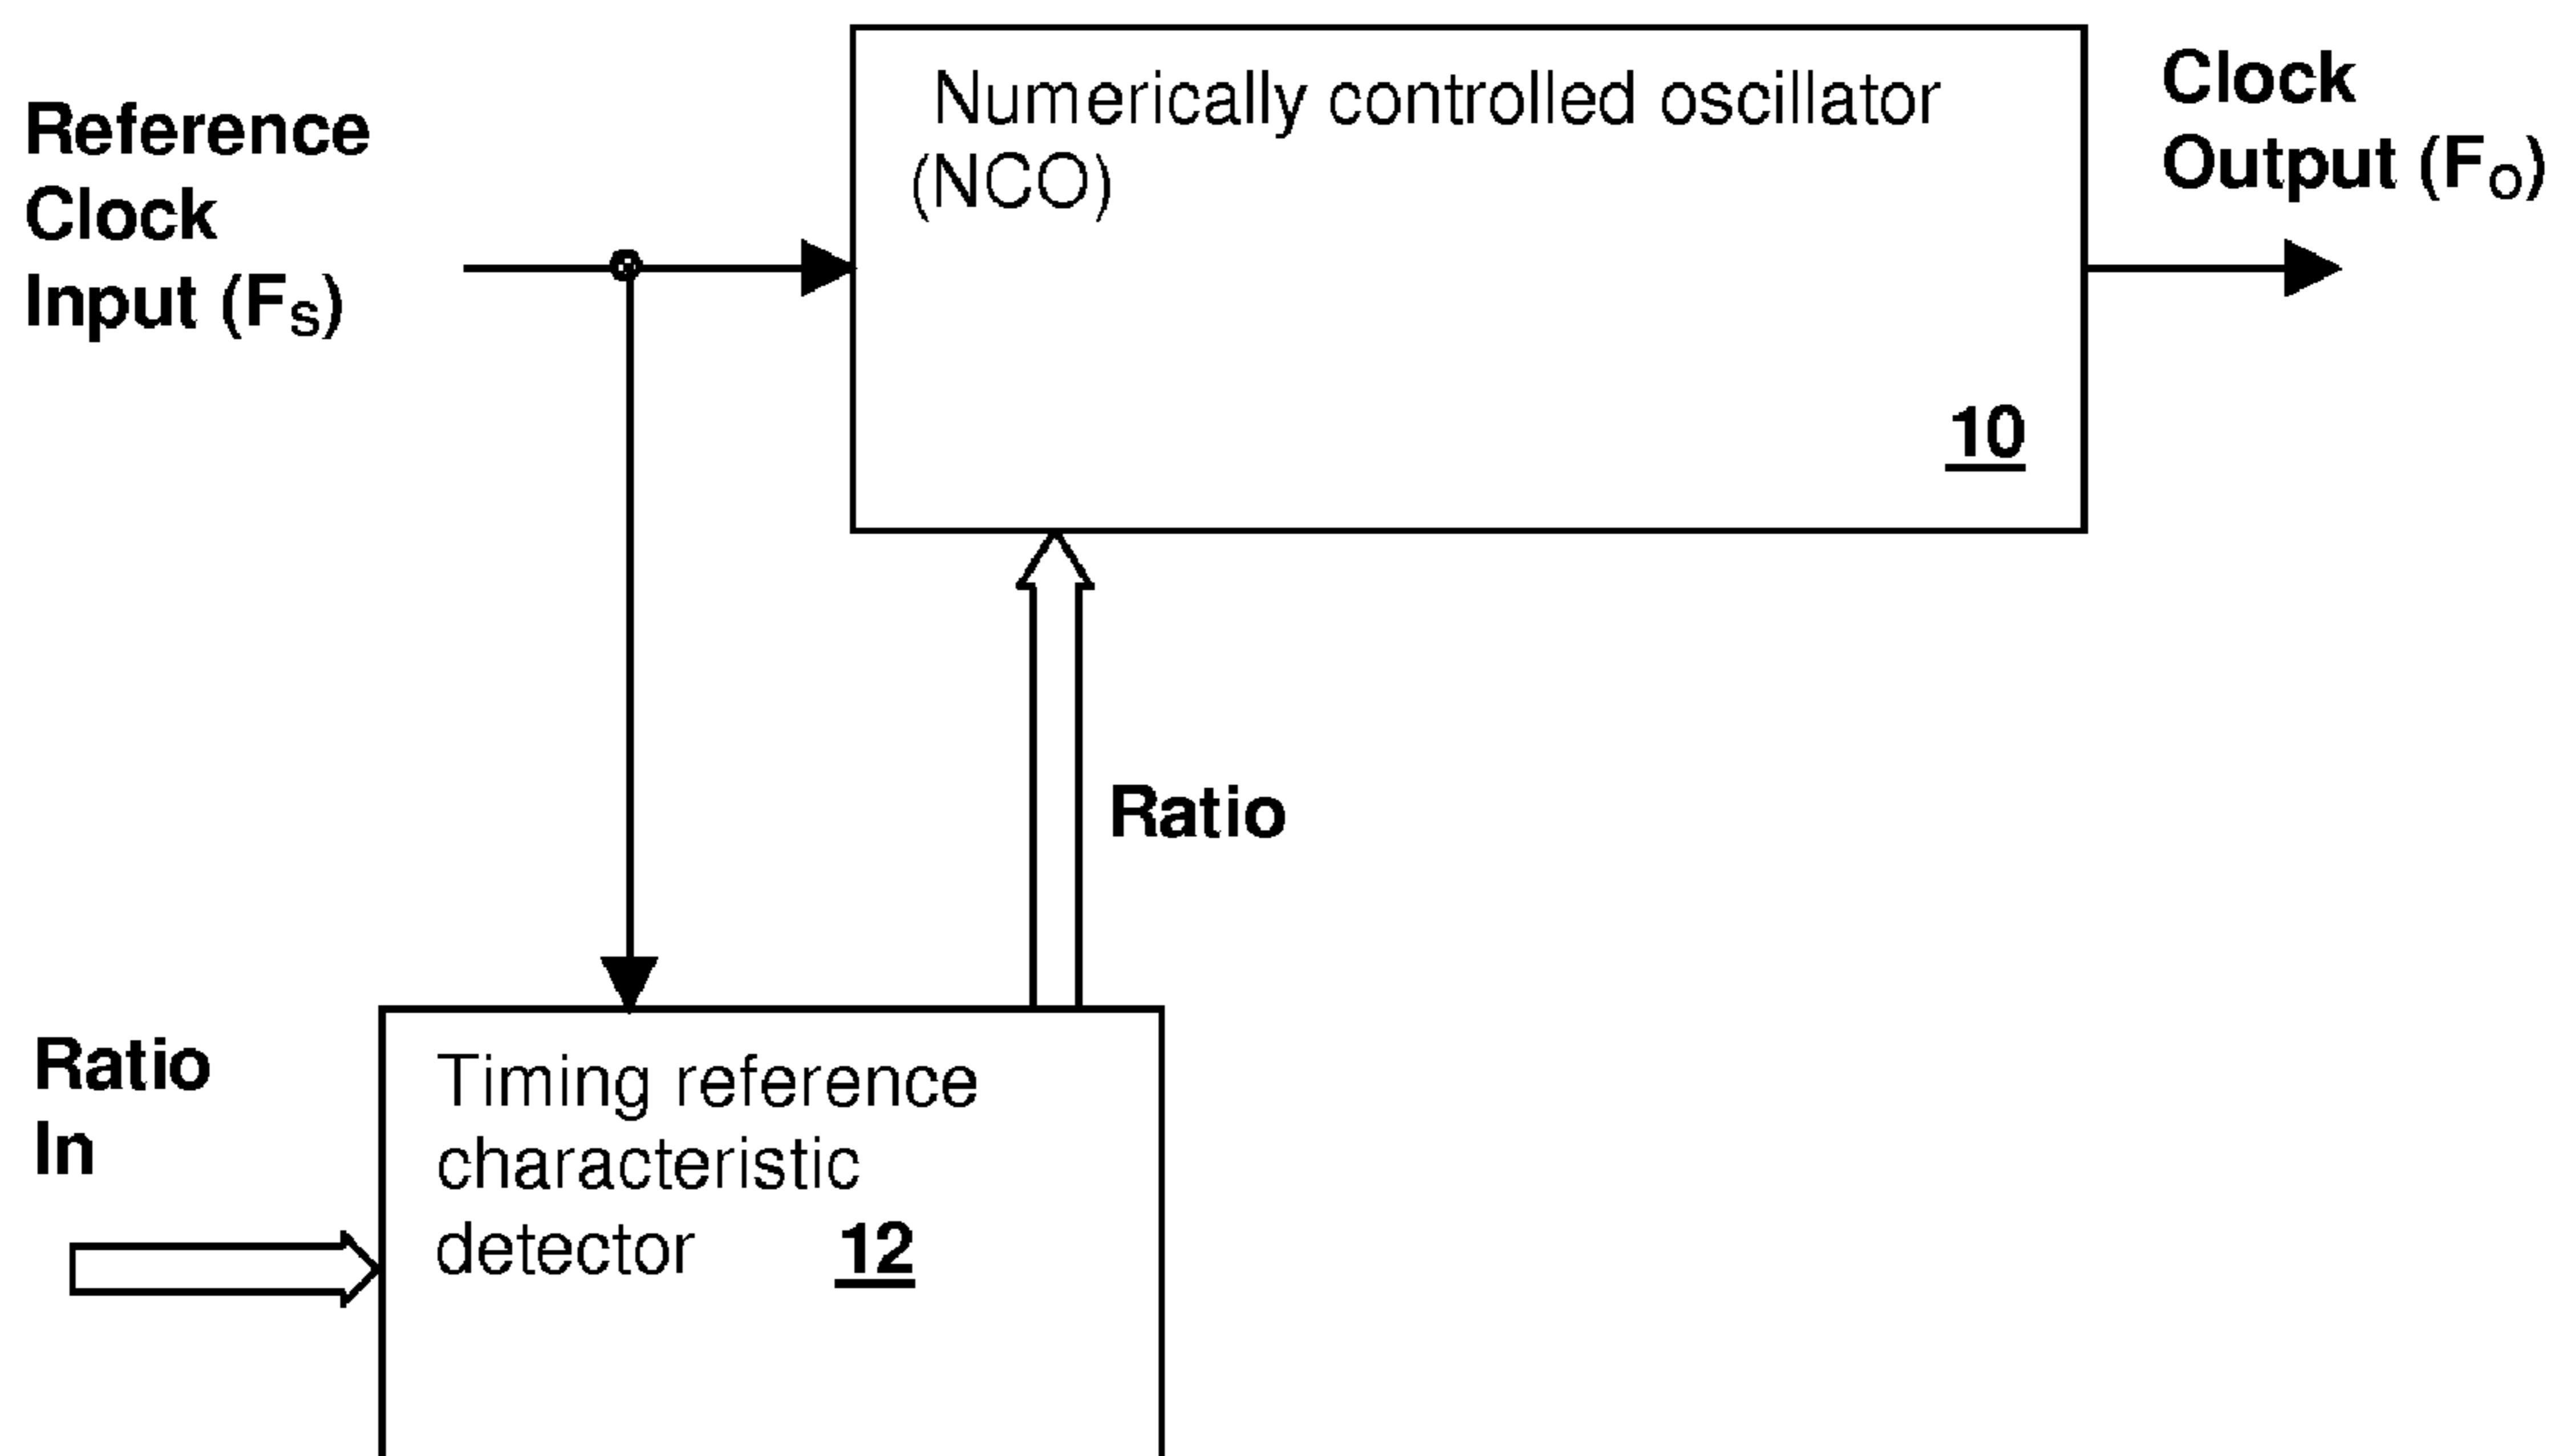 Reference
Clock
Input (FS)
Numerically controlled oscillator
(NCO)
10
Clock
Output (FO)
Ratio
Ratio
In
Timing reference
characteristic
detector 12